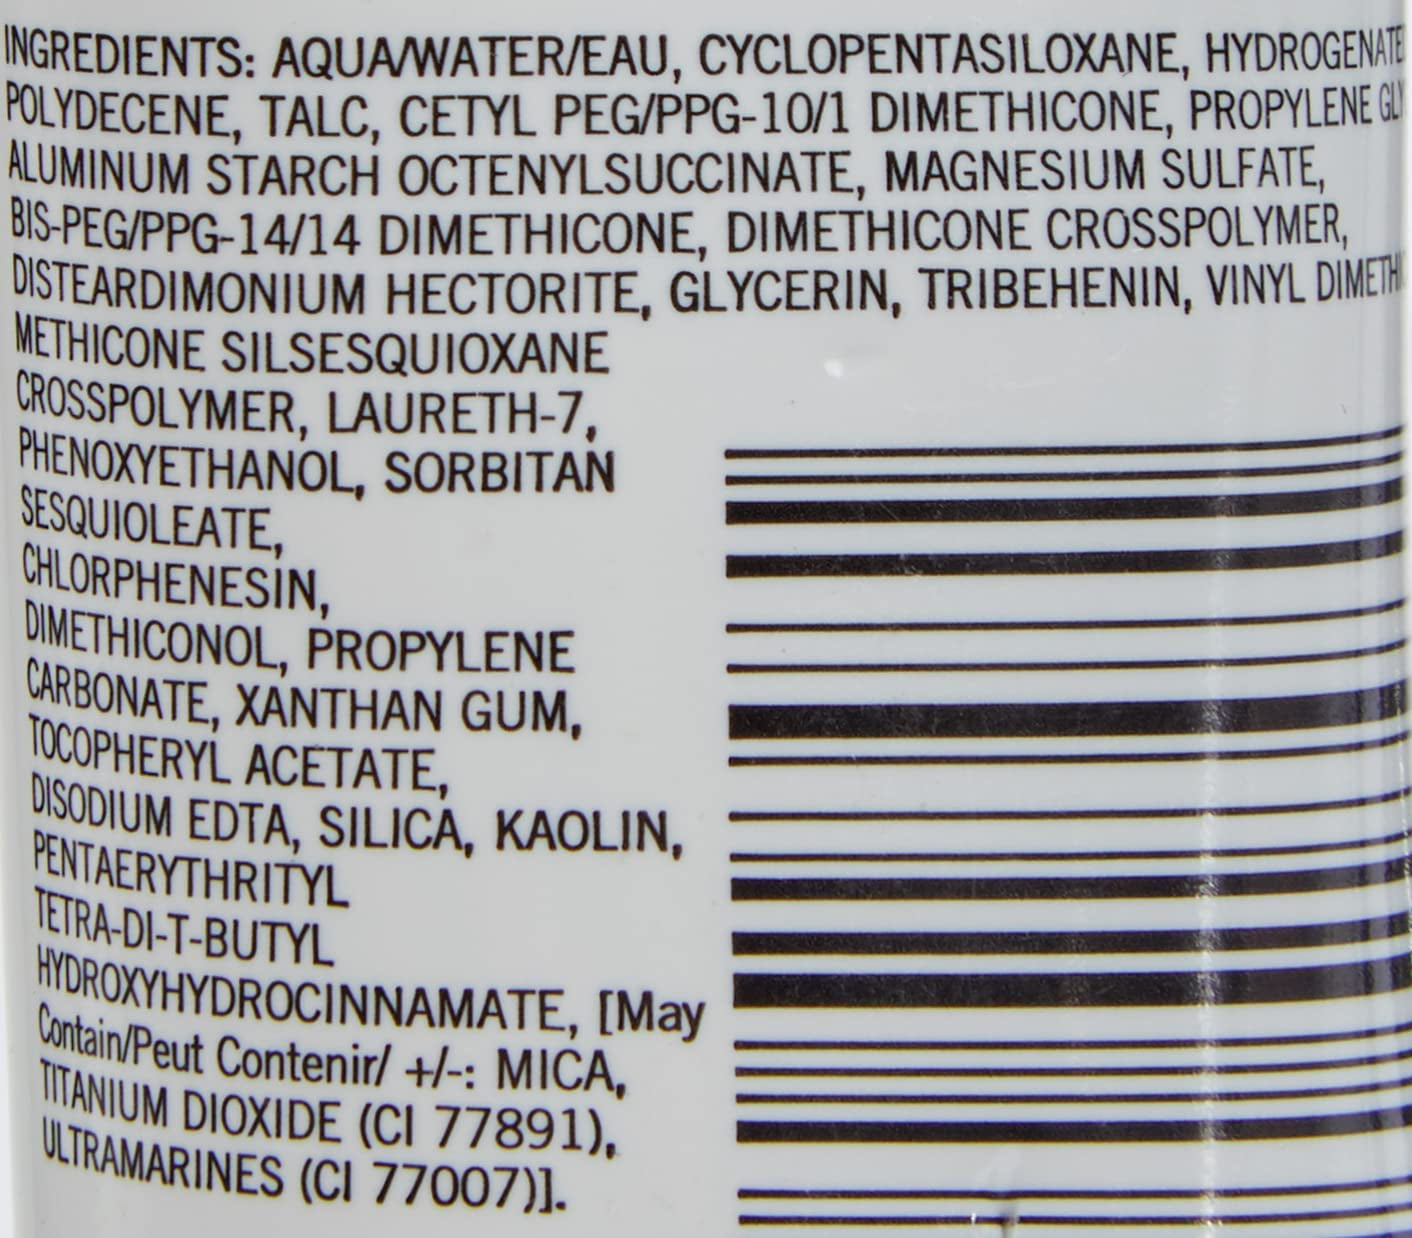 INGREDIENTS: AQUA/WATER/EAU, CYCLOPENTASILOXANE, HYDROGENATE
POLYDECENE, TALC, CETYL PEG/PPG-10/1 DIMETHICONE, PROPYLENE GLY
ALUMINUM STARCH OCTENYLSUCCINATE, MAGNESIUM SULFATE,
BIS-PEG/PPG-14/14 DIMETHICONE, DIMETHICONE CROSSPOLYMER,
DISTEARDIMONIUM HECTORITE, GLYCERIN, TRIBEHENIN, VINYL DIMETHI
METHICONE SILSESQUIOXANE
CROSSPOLYMER, LAURETH-7,
PHENOXYETHANOL, SORBITAN
SESQUIOLEATE,
CHLORPHENESIN,
DIMETHICONOL, PROPYLENE
CARBONATE, XANTHAN GUM,
TOCOPHERYL ACETATE,
DISODIUM EDTA, SILICA, KAOLIN,
PENTAERYTHRITYL
TETRA-DI-T-BUTYL
HYDROXYHYDROCINNAMATE, [May
Contain/Peut Contenir/ +/-: MICA,
TITANIUM DIOXIDE (CI 77891),
ULTRAMARINES (CI 77007)].